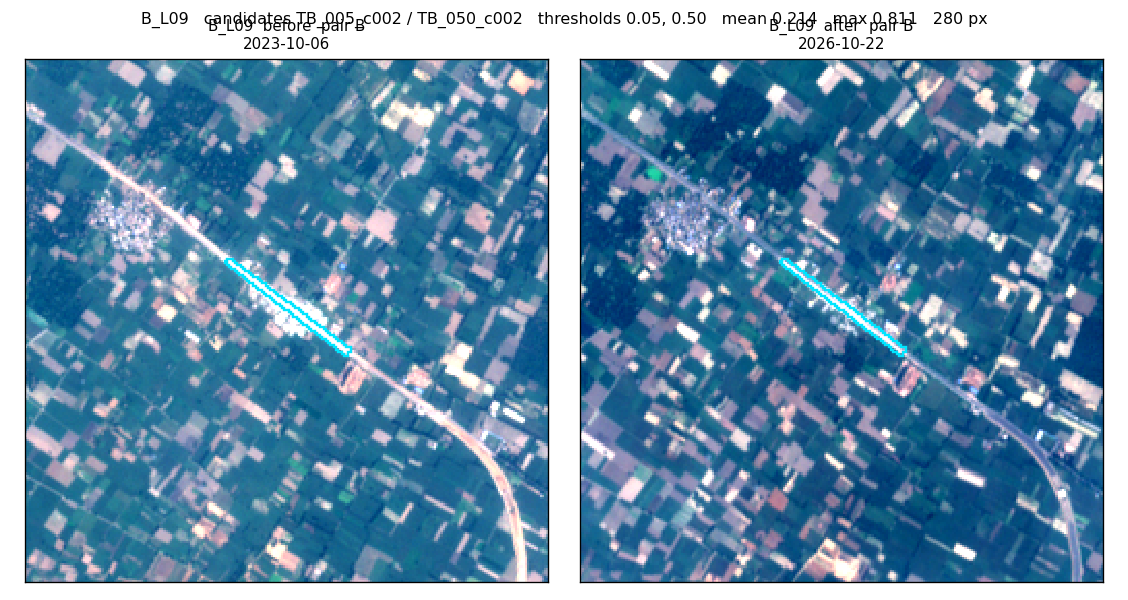 B_L09 candidates TB_005_c002 / TB_050_c002 thresholds 0.05, 0.50 mean 0.214 max 0.811 280 px
B_L09 before pair B
2023-10-06
B_L09 after pair B
2026-10-22